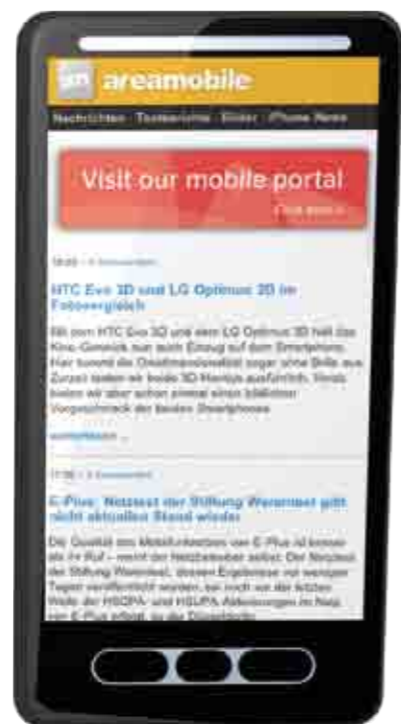 areamobile
Nachrichten Testberichte Bilder iPhone News
Visit our mobile portal
HTC Evo 3D und LG Optimus 3D im
Fotovergleich
Mit dem HTC Evo 3D und dem LG Optimus 3D hält das
Kino-Gimmick nun auch Einzug auf dem Smartphone.
Hier kommt die Dreidimensionalität sogar ohne Brille aus.
Zurzeit testen wir beide 3D-Handys ausführlich. Vorab
bieten wir aber schon einmal einen bildlichen
Vorgeschmack der beiden Smartphones
weiterlesen ...
E-Plus: Netztest der Stiftung Warentest gibt
nicht aktuellen Stand wieder
Die Qualität des Mobilfunknetzes von E-Plus ist besser
als ihr Ruf – meint der Netzbetreiber selbst. Der Netztest
der Stiftung Warentest, dessen Ergebnisse vor wenigen
Tagen veröffentlicht wurden, sei noch vor der letzten
Welle der HSDPA- und HSUPA-Aktivierungen im Netz
von E-Plus erfolgt, so die Düsseldorfer